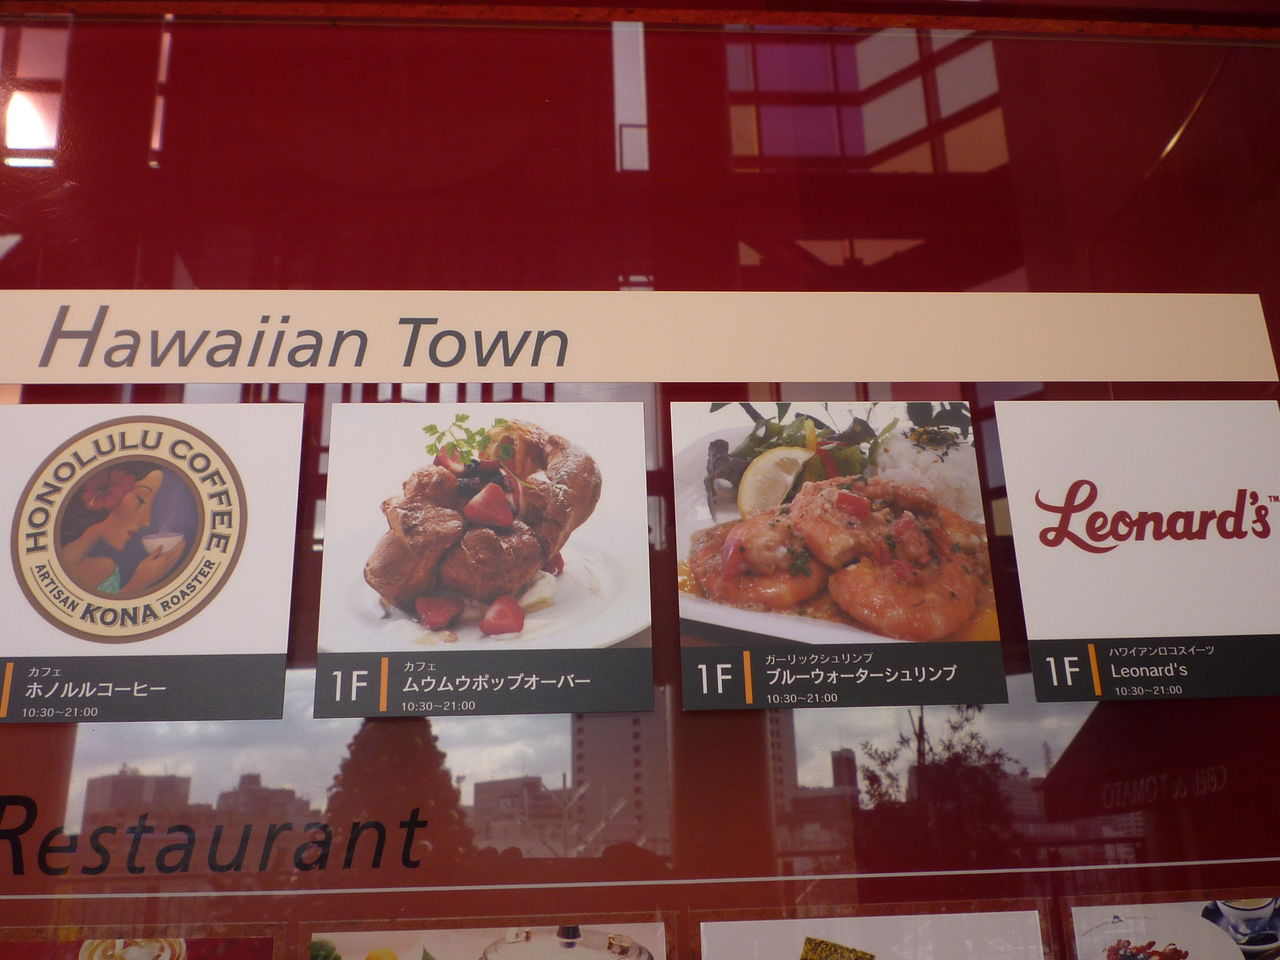 Hawaiian Town
HONOLULU COFFEE
ARTISAN KONA ROASTER
カフェ
ホノルルコーヒー
10:30~21:00
1F
カフェ
ムウムウポップオーバー
10:30~21:00
1F
ガーリックシュリンプ
ブルーウォーターシュリンプ
10:30~21:00
Leonard's™
1F
ハワイアンロコスイーツ
Leonard's
10:30~21:00
Céléb de TOMATO
Restaurant